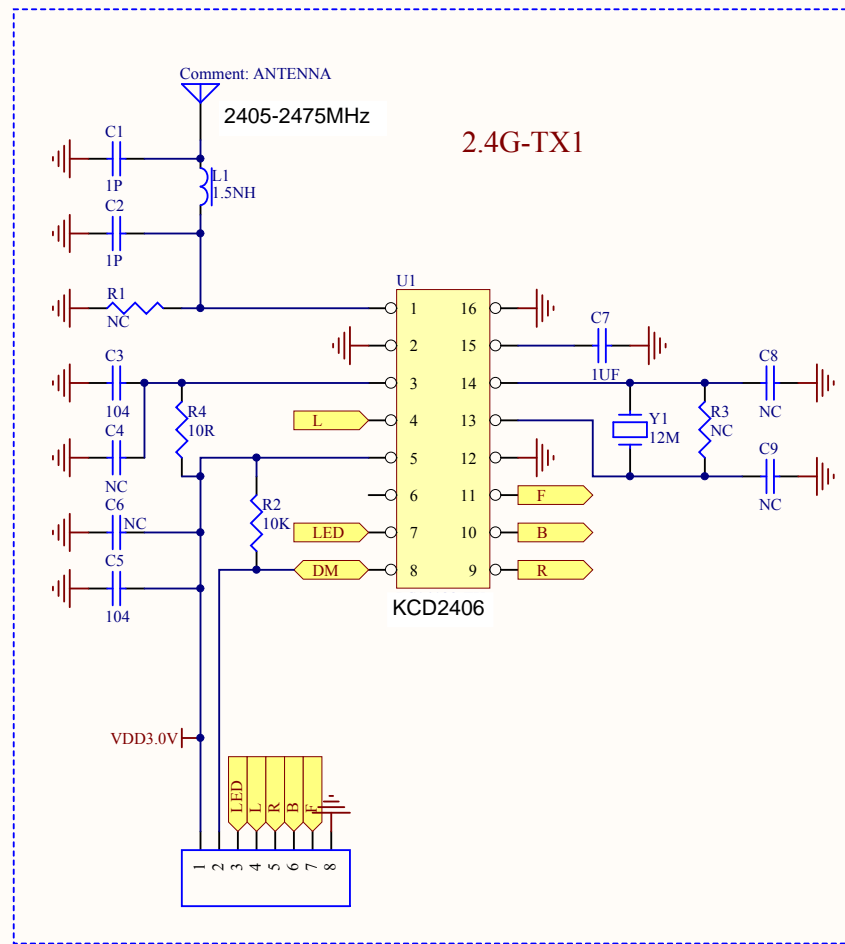 Comment: ANTENNA
2405-2475MHz
2.4G-TX1
C1
1P
L1
1.5NH
C2
1P
R1
NC
U1
1
2
3
4
5
6
7
8
16
15
14
13
12
11
10
9
KCD2406
C7
1UF
C8
NC
Y1
12M
R3
NC
C9
NC
C3
104
R4
10R
C4
NC
L
C6
NC
R2
10K
LED
DM
C5
104
F
B
R
VDD3.0V
LED
L
R
B
F
1
2
3
4
5
6
7
8